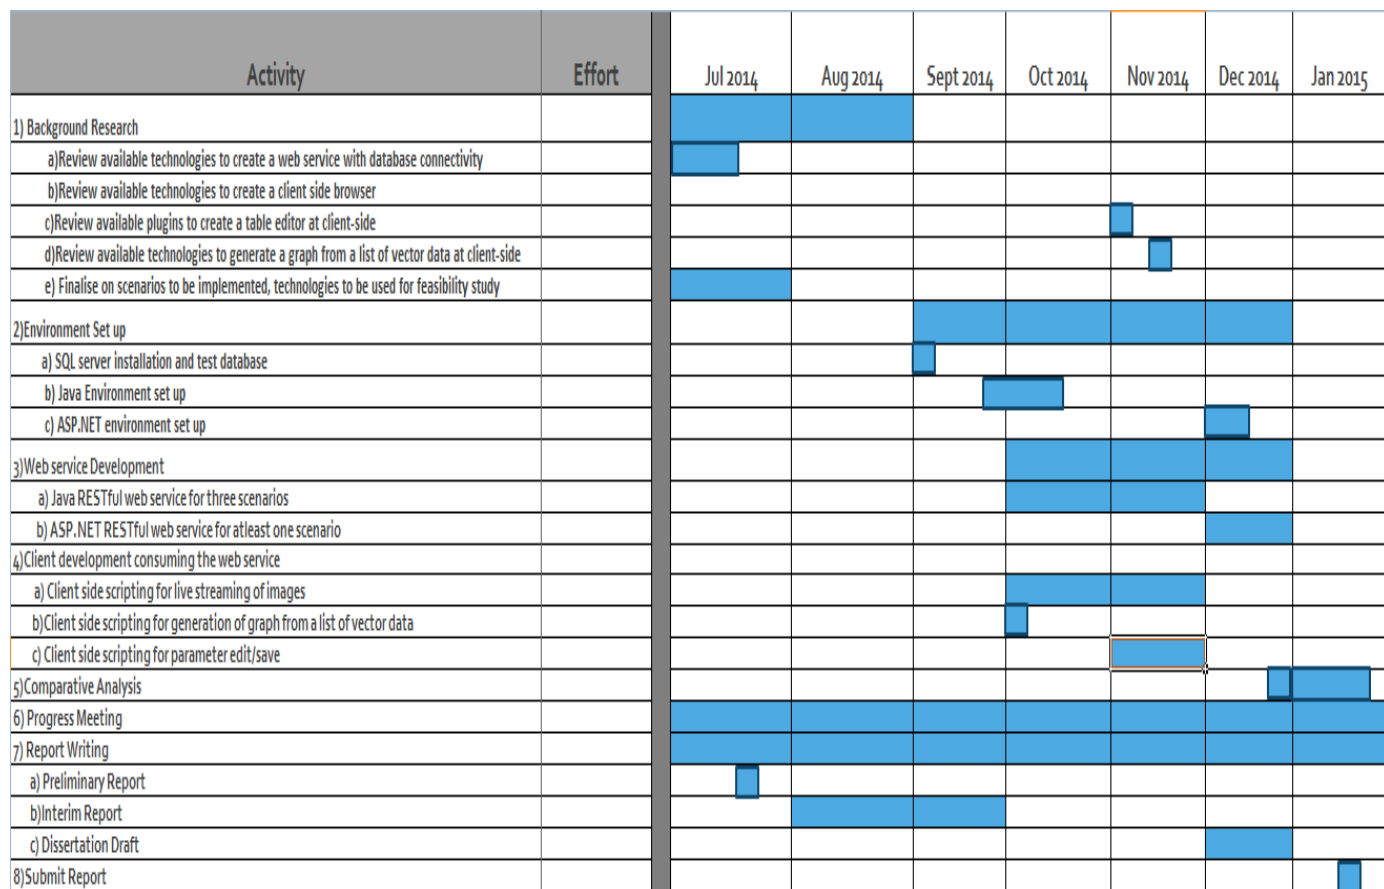 Activity Effort Jul 2014 Aug 2014 Sept 2014 Oct 2014 Nov 2014 Dec 2014 Jan 2015
1) Background Research
a)Review available technologies to create a web service with database connectivity
b)Review available technologies to create a client side browser
c)Review available plugins to create a table editor at client-side
d)Review available technologies to generate a graph from a list of vector data at client-side
e) Finalise on scenarios to be implemented, technologies to be used for feasibility study
2)Environment Set up
a) SQL server installation and test database
b) Java Environment set up
c) ASP.NET environment set up
3)Web service Development
a) Java RESTful web service for three scenarios
b) ASP.NET RESTful web service for atleast one scenario
4)Client development consuming the web service
a) Client side scripting for live streaming of images
b)Client side scripting for generation of graph from a list of vector data
c) Client side scripting for parameter edit/save
5)Comparative Analysis
6) Progress Meeting
7) Report Writing
a) Preliminary Report
b)Interim Report
c) Dissertation Draft
8)Submit Report